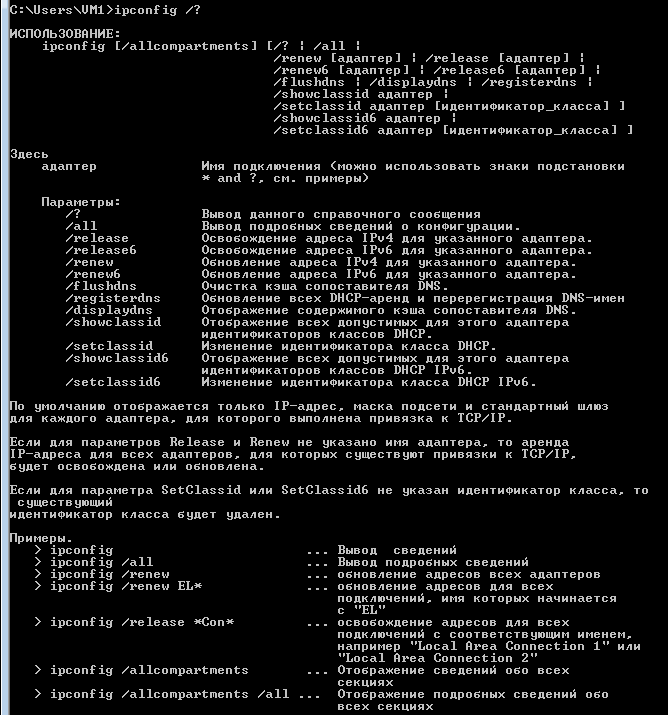 C:\Users\VM1>ipconfig /?

ИСПОЛЬЗОВАНИЕ:
    ipconfig [/allcompartments] [/? ¦ /all ¦
                                 /renew [адаптер] ¦ /release [адаптер] ¦
                                 /renew6 [адаптер] ¦ /release6 [адаптер] ¦
                                 /flushdns ¦ /displaydns ¦ /registerdns ¦
                                 /showclassid адаптер ¦
                                 /setclassid адаптер [идентификатор_класса] ]
                                 /showclassid6 адаптер ¦
                                 /setclassid6 адаптер [идентификатор_класса] ]

Здесь
    адаптер             Имя подключения (можно использовать знаки подстановки
                        * and ?, см. примеры)

    Параметры:
       /?               Вывод данного справочного сообщения
       /all             Вывод подробных сведений о конфигурации.
       /release         Освобождение адреса IPv4 для указанного адаптера.
       /release6        Освобождение адреса IPv6 для указанного адаптера.
       /renew           Обновление адреса IPv4 для указанного адаптера.
       /renew6          Обновление адреса IPv6 для указанного адаптера.
       /flushdns        Очистка кэша сопоставителя DNS.
       /registerdns     Обновление всех DHCP-аренд и перерегистрация DNS-имен
       /displaydns      Отображение содержимого кэша сопоставителя DNS.
       /showclassid     Отображение всех допустимых для этого адаптера
                        идентификаторов классов DHCP.
       /setclassid      Изменение идентификатора класса DHCP.
       /showclassid6    Отображение всех допустимых для этого адаптера
                        идентификаторов классов DHCP IPv6.
       /setclassid6     Изменение идентификатора класса DHCP IPv6.

По умолчанию отображается только IP-адрес, маска подсети и стандартный шлюз
для каждого адаптера, для которого выполнена привязка к TCP/IP.

Если для параметров Release и Renew не указано имя адаптера, то аренда
IP-адреса для всех адаптеров, для которых существуют привязки к TCP/IP,
будет освобождена или обновлена.

Если для параметра SetClassid или SetClassid6 не указан идентификатор класса, то
 существующий
идентификатор класса будет удален.

Примеры.
   > ipconfig                        ... Вывод  сведений
   > ipconfig /all                   ... Вывод подробных сведений
   > ipconfig /renew                 ... обновление адресов всех адаптеров
   > ipconfig /renew EL*             ... обновление адресов для всех
                                         подключений, имя которых начинается
                                         с "EL"
   > ipconfig /release *Con*         ... освобождение адресов для всех
                                         подключений с соответствующим именем,
                                         например "Local Area Connection 1" или
                                         "Local Area Connection 2"
   > ipconfig /allcompartments       ... Отображение сведений обо всех
                                         секциях
   > ipconfig /allcompartments /all ... Отображение подробных сведений обо
                                         всех секциях